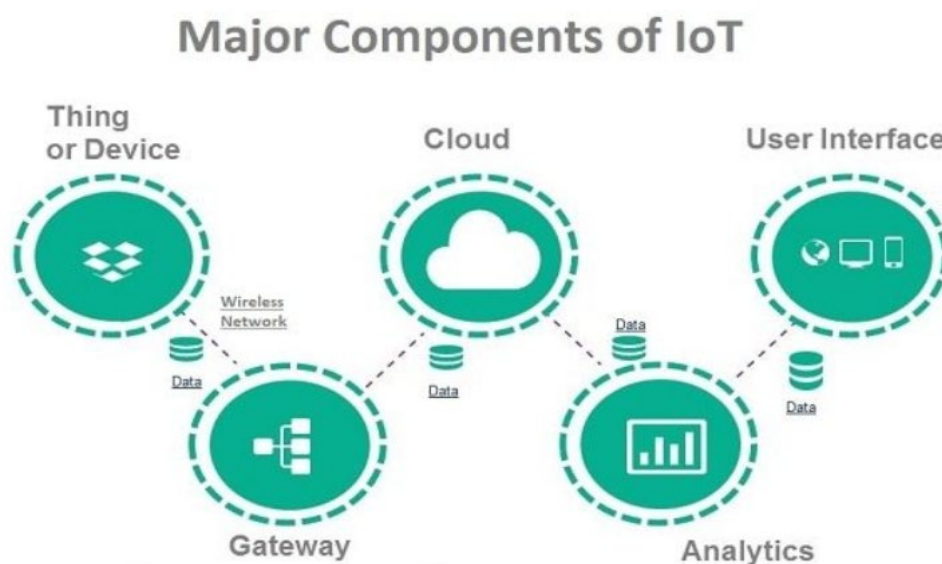 Major Components of IoT
Thing
or Device
Cloud
User Interface
Wireless
Network
Data
Data
Data
Data
Gateway
Analytics